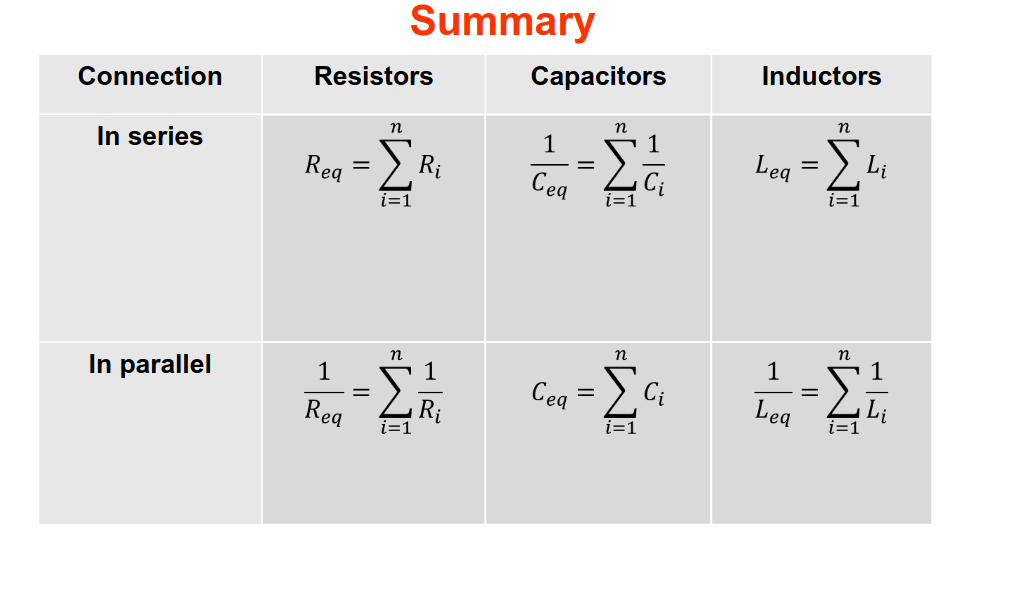 Summary
Connection Resistors Capacitors Inductors
In series
R_{eq} = \sum_{i=1}^{n} R_i
\frac{1}{C_{eq}} = \sum_{i=1}^{n} \frac{1}{C_i}
L_{eq} = \sum_{i=1}^{n} L_i
In parallel
\frac{1}{R_{eq}} = \sum_{i=1}^{n} \frac{1}{R_i}
C_{eq} = \sum_{i=1}^{n} C_i
\frac{1}{L_{eq}} = \sum_{i=1}^{n} \frac{1}{L_i}